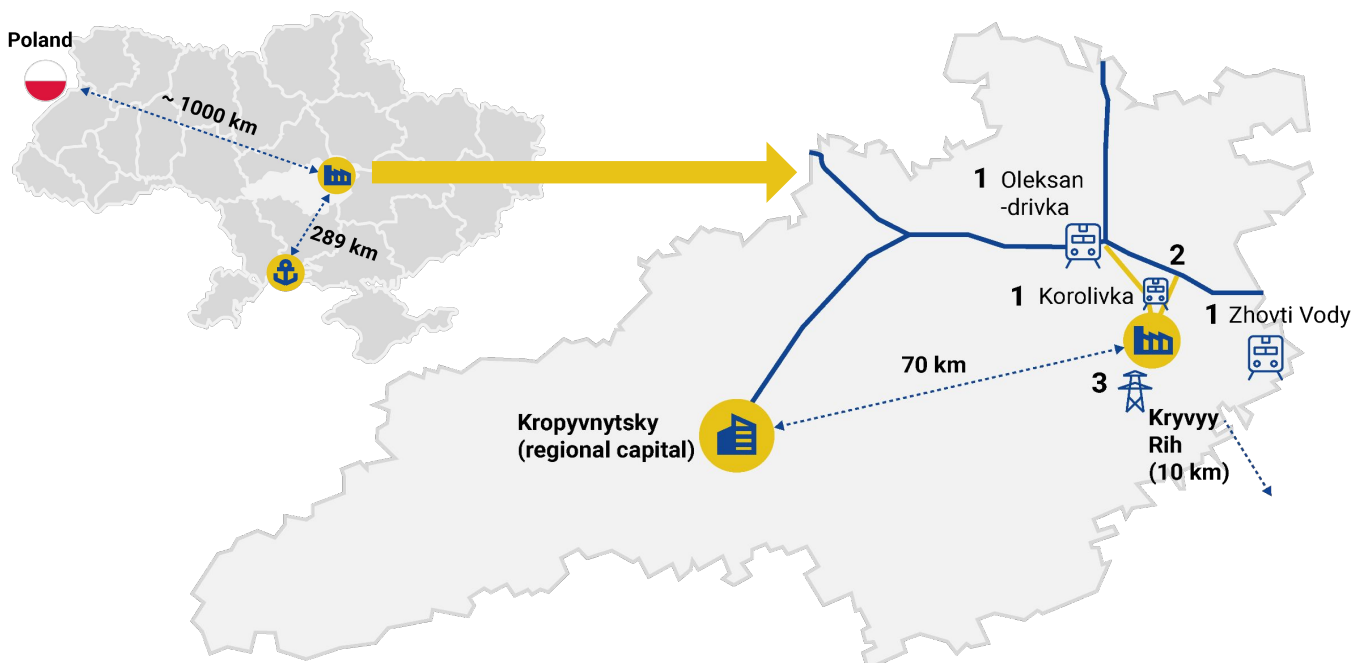 Poland
~ 1000 km
289 km
1 Oleksan
-drivka
2
1 Korolivka
1 Zhovti Vody
70 km
3
Kropyvnytsky
(regional capital)
Kryvyy
Rih
(10 km)